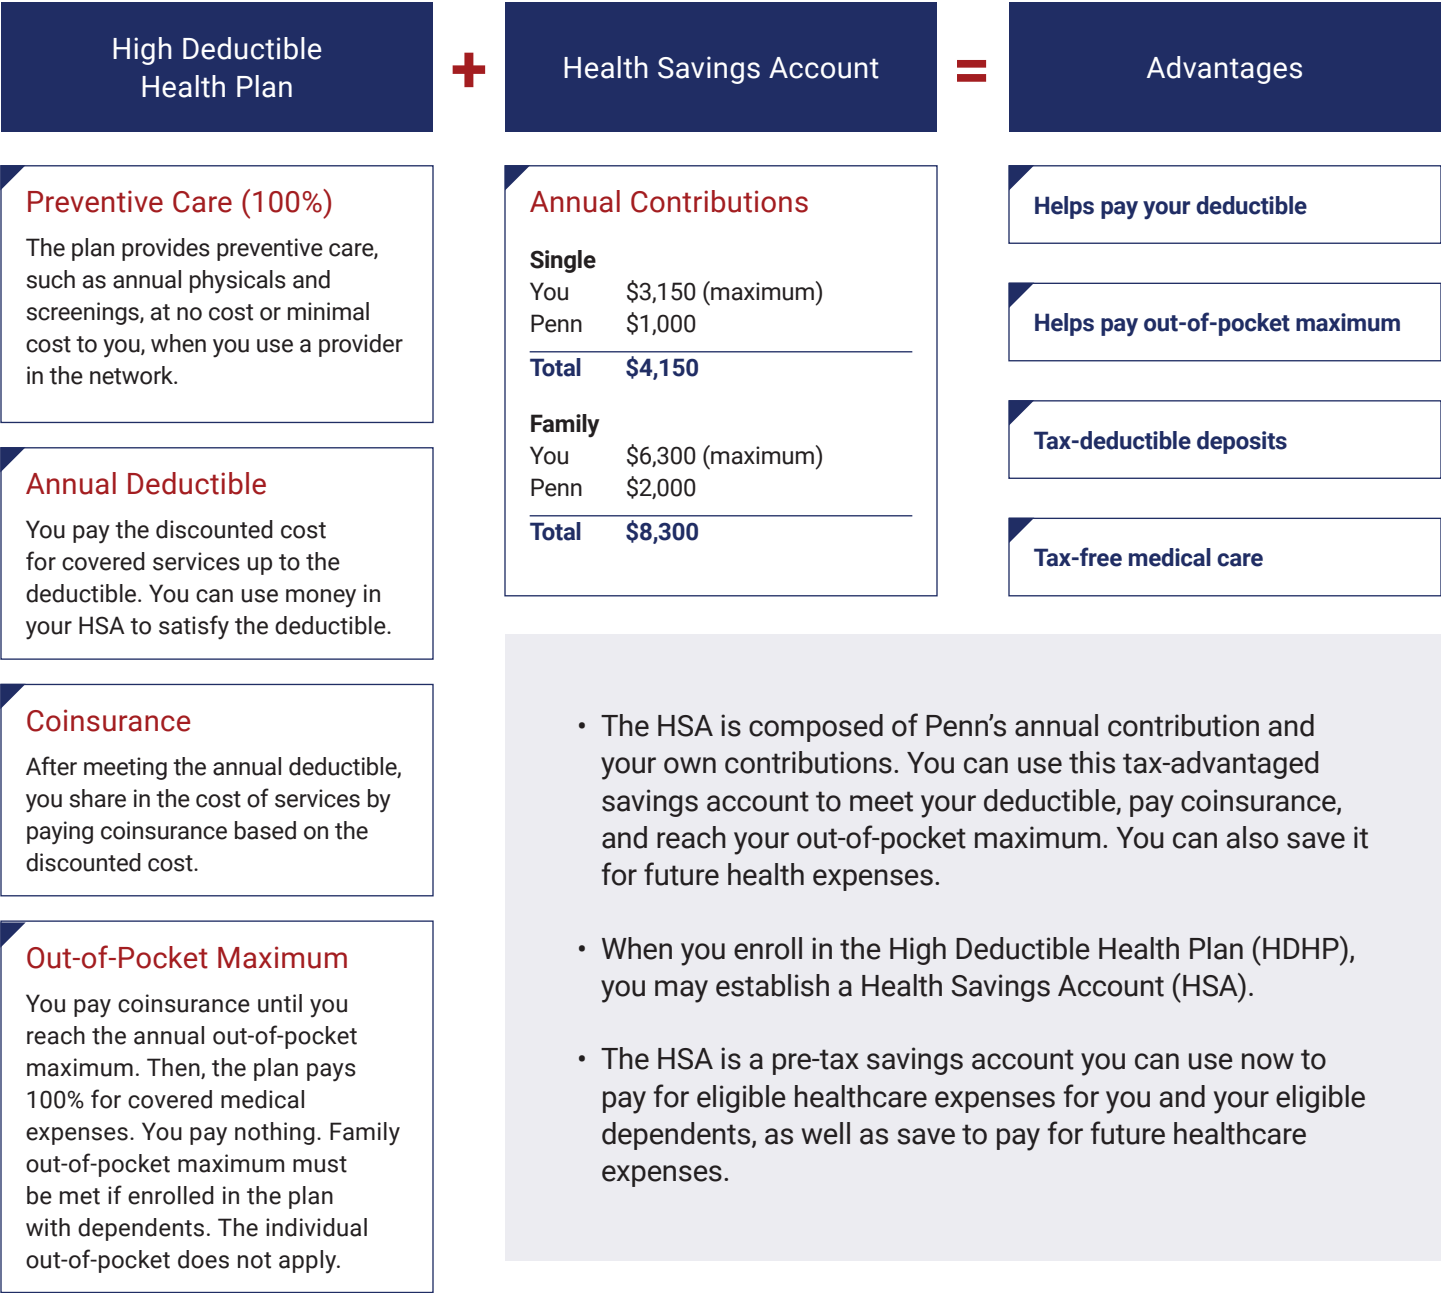 High Deductible
Health Plan
+
Health Savings Account
=
Advantages
Preventive Care (100%)
The plan provides preventive care,
such as annual physicals and
screenings, at no cost or minimal
cost to you, when you use a provider
in the network.
Annual Deductible
You pay the discounted cost
for covered services up to the
deductible. You can use money in
your HSA to satisfy the deductible.
Coinsurance
After meeting the annual deductible,
you share in the cost of services by
paying coinsurance based on the
discounted cost.
Out-of-Pocket Maximum
You pay coinsurance until you
reach the annual out-of-pocket
maximum. Then, the plan pays
100% for covered medical
expenses. You pay nothing. Family
out-of-pocket maximum must
be met if enrolled in the plan
with dependents. The individual
out-of-pocket does not apply.
Annual Contributions
Single
You $3,150 (maximum)
Penn $1,000
Total $4,150
Family
You $6,300 (maximum)
Penn $2,000
Total $8,300
Helps pay your deductible
Helps pay out-of-pocket maximum
Tax-deductible deposits
Tax-free medical care
• The HSA is composed of Penn’s annual contribution and
your own contributions. You can use this tax-advantaged
savings account to meet your deductible, pay coinsurance,
and reach your out-of-pocket maximum. You can also save it
for future health expenses.
• When you enroll in the High Deductible Health Plan (HDHP),
you may establish a Health Savings Account (HSA).
• The HSA is a pre-tax savings account you can use now to
pay for eligible healthcare expenses for you and your eligible
dependents, as well as save to pay for future healthcare
expenses.